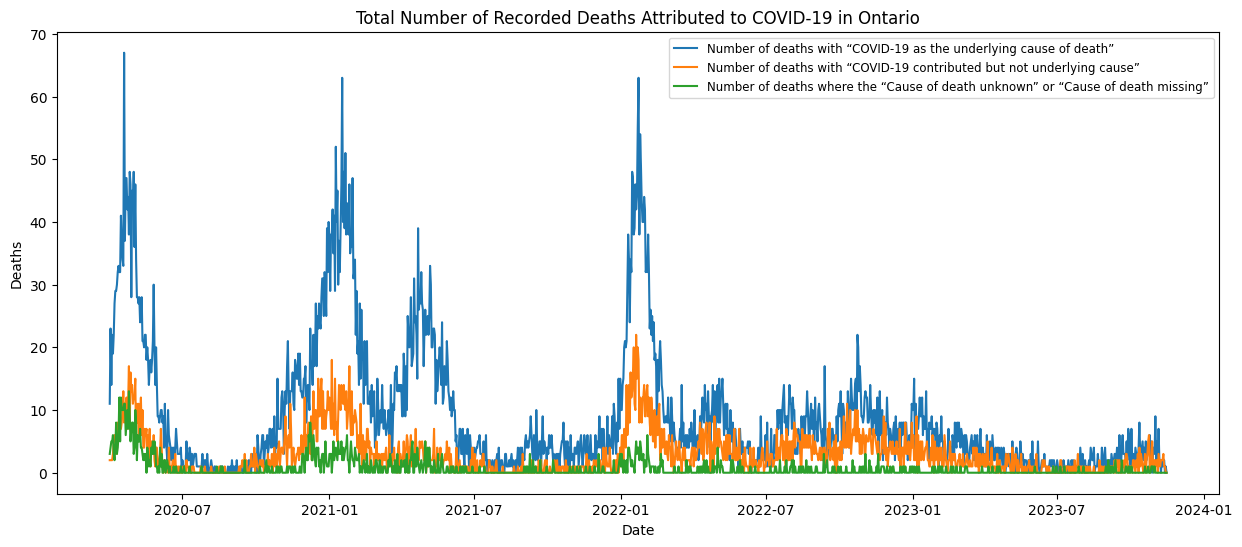 Total Number of Recorded Deaths Attributed to COVID-19 in Ontario
70
Number of deaths with “COVID-19 as the underlying cause of death”
Number of deaths with “COVID-19 contributed but not underlying cause”
Number of deaths where the “Cause of death unknown” or “Cause of death missing”
60
50
40
Deaths
30
20
10
0
2020-07 2021-01 2021-07 2022-01 2022-07 2023-01 2023-07 2024-01
Date